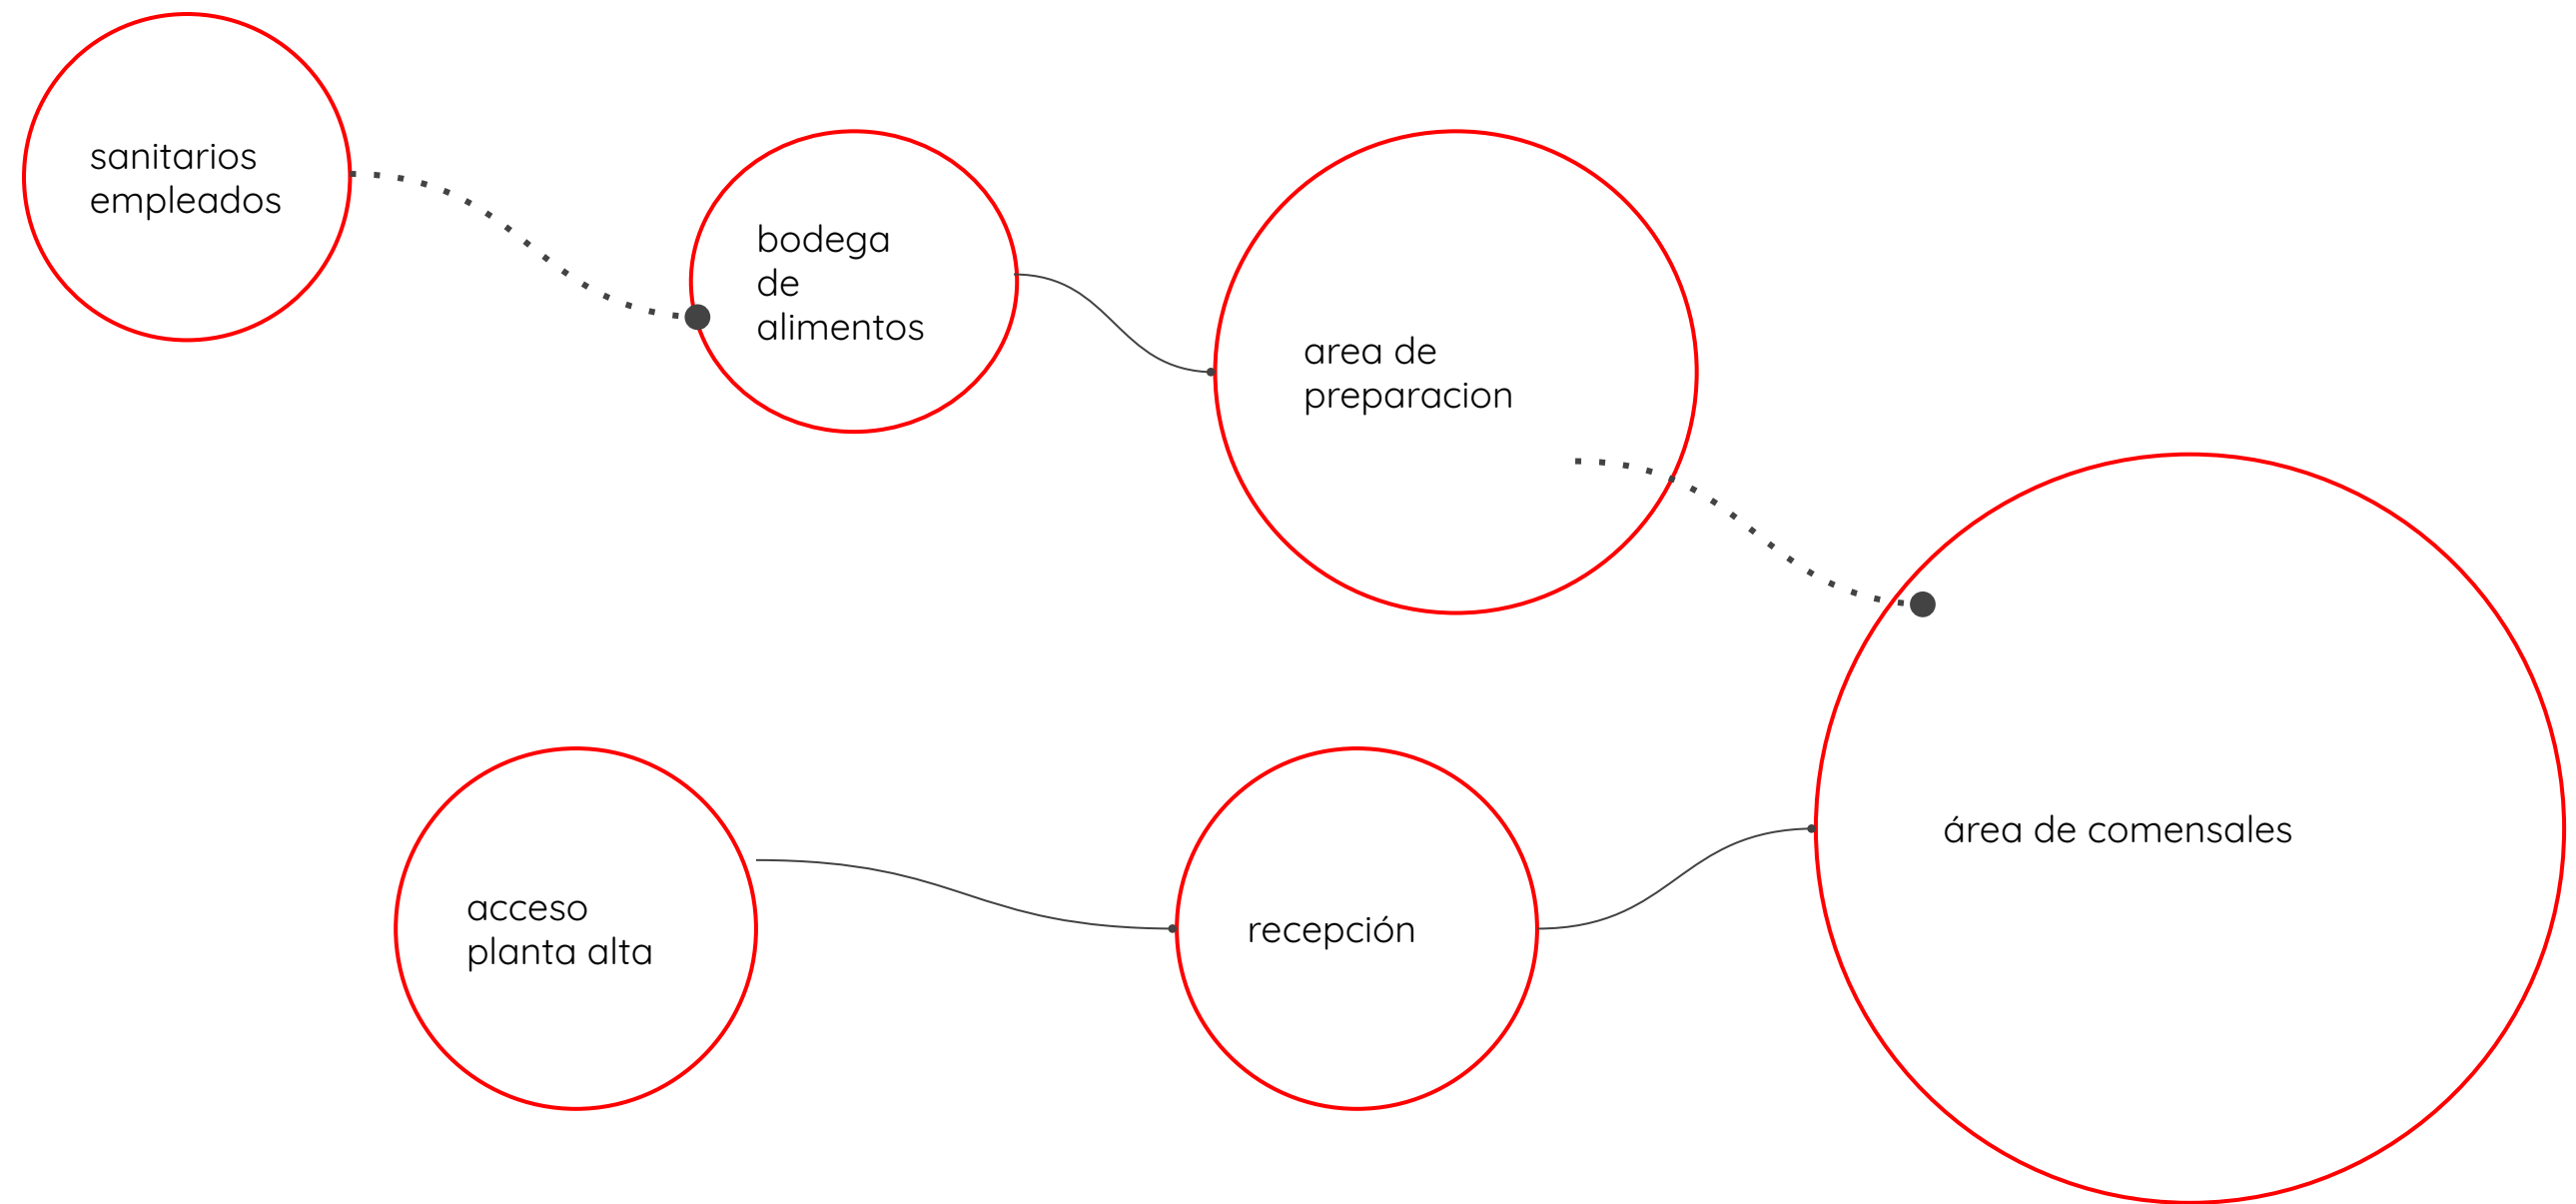 sanitarios
empleados
bodega
de
alimentos
area de
preparacion
área de comensales
acceso
planta alta
recepción